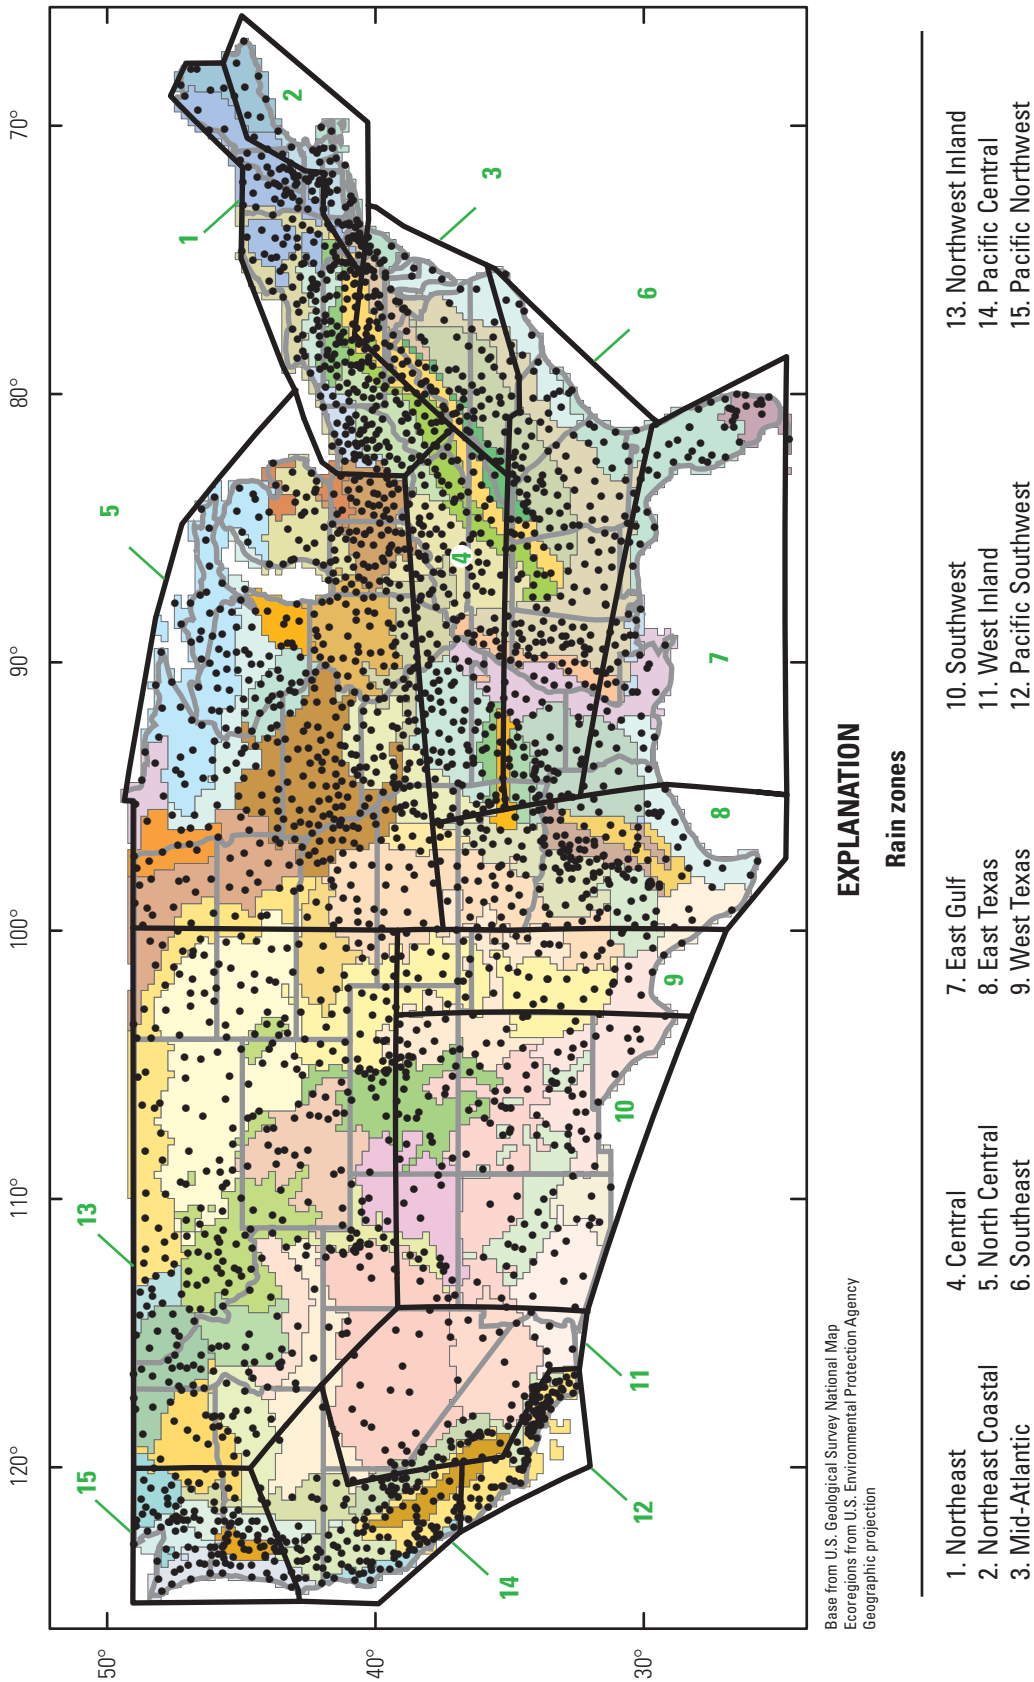 120°
110°
100°
90°
80°
70°
50°
40°
30°
15
13
5
1
2
3
6
4
7
8
9
10
11
12
14
Base from U.S. Geological Survey National Map
Ecoregions from U.S. Environmental Protection Agency
Geographic projection
EXPLANATION
Rain zones
1. Northeast
2. Northeast Coastal
3. Mid-Atlantic
4. Central
5. North Central
6. Southeast
7. East Gulf
8. East Texas
9. West Texas
10. Southwest
11. West Inland
12. Pacific Southwest
13. Northwest Inland
14. Pacific Central
15. Pacific Northwest